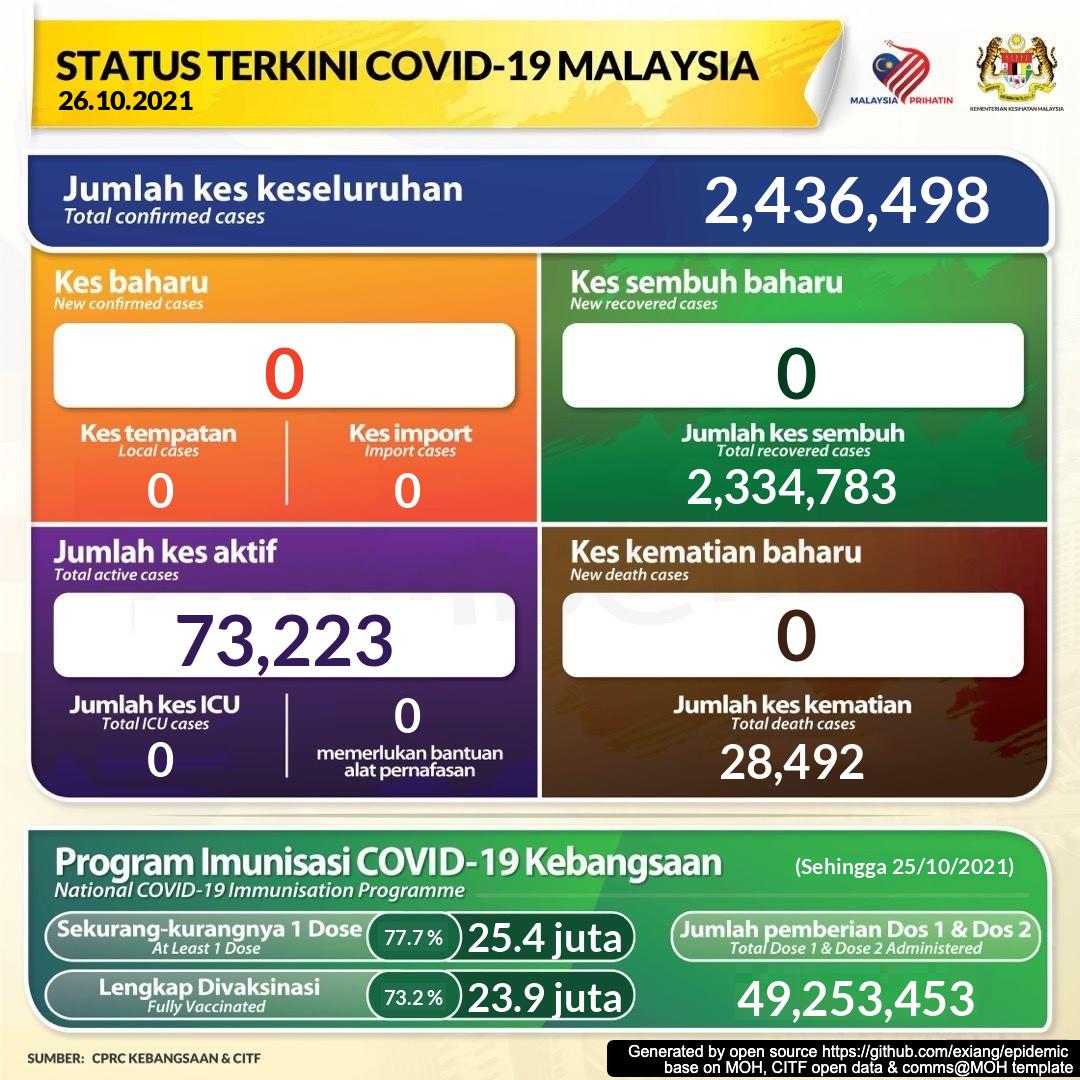 STATUS TERKINI COVID-19 MALAYSIA
26.10.2021
MALAYSIA PRIHATIN
KEMENTERIAN KESIHATAN MALAYSIA
Jumlah kes keseluruhan
Total confirmed cases
2,436,498
Kes baharu
New confirmed cases
0
Kes tempatan
Local cases
0
Kes import
Import cases
0
Kes sembuh baharu
New recovered cases
0
Jumlah kes sembuh
Total recovered cases
2,334,783
Jumlah kes aktif
Total active cases
73,223
Jumlah kes ICU
Total ICU cases
0
0
memerlukan bantuan
alat pernafasan
Kes kematian baharu
New death cases
0
Jumlah kes kematian
Total death cases
28,492
Program Imunisasi COVID-19 Kebangsaan
National COVID-19 Immunisation Programme
(Sehingga 25/10/2021)
Sekurang-kurangnya 1 Dose
At Least 1 Dose
77.7 %
25.4 juta
Lengkap Divaksinasi
Fully Vaccinated
73.2 %
23.9 juta
Jumlah pemberian Dos 1 & Dos 2
Total Dose 1 & Dose 2 Administered
49,253,453
SUMBER: CPRC KEBANGSAAN & CITF
Generated by open source https://github.com/exiang/epidemic
base on MOH, CITF open data & comms@MOH template